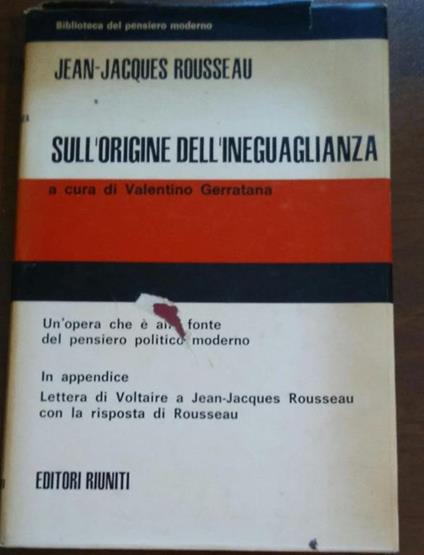 Biblioteca del pensiero moderno
JEAN-JACQUES ROUSSEAU
SULL'ORIGINE DELL'INEGUAGLIANZA
a cura di Valentino Gerratana
Un'opera che è fonte
del pensiero politico moderno
In appendice
Lettera di Voltaire a Jean-Jacques Rousseau
con la risposta di Rousseau
EDITORI RIUNITI